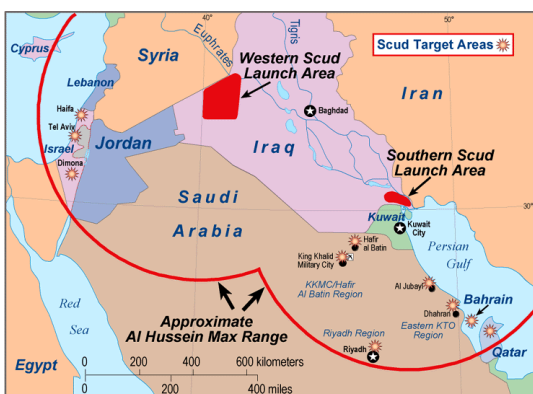 40°
50°
Cyprus
Syria
Euphrates
Tigris
Scud Target Areas
Western Scud
Launch Area
Lebanon
Iran
Haifa
Tel Aviv
Israel
Jordan
Baghdad
Iraq
Dimona
Southern Scud
Launch Area
Saudi
Arabia
Kuwait
30°
Kuwait
City
Hafir
al Batin
Persian
Gulf
King Khalid
Military City
KKMC/Hafir
Al Batin Region
Al Jubayl
Red
Sea
Approximate
Al Hussein Max Range
Bahrain
Dhahran
Eastern KTO
Region
Riyadh Region
Riyadh
Qatar
Egypt
0 200 400 600 kilometers
0 200 400 miles